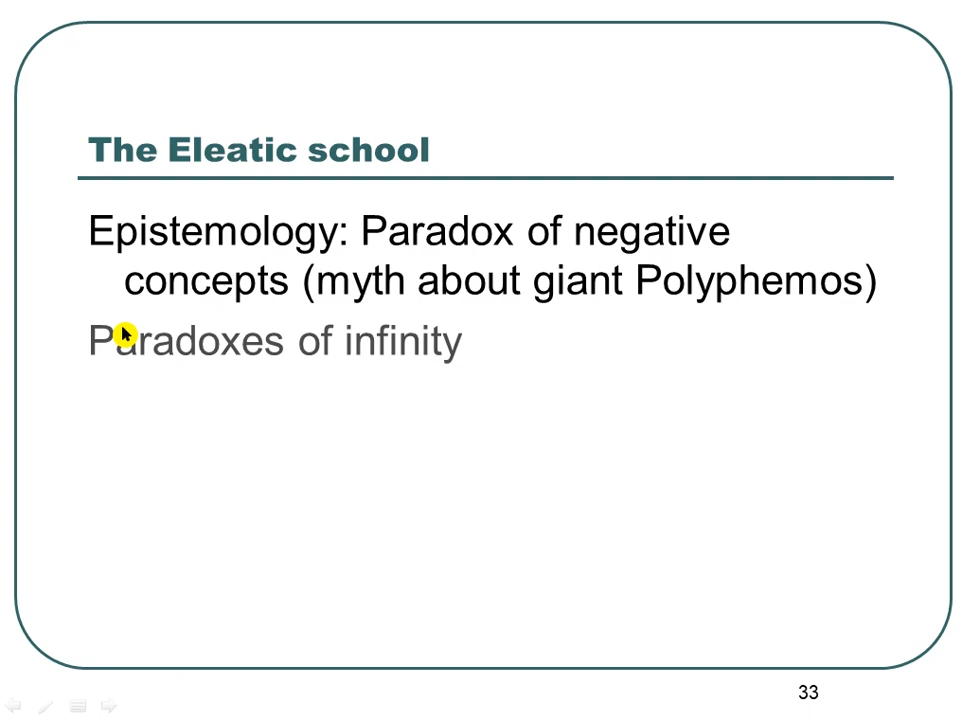 The Eleatic school
Epistemology: Paradox of negative
concepts (myth about giant Polyphemos)
Paradoxes of infinity
33